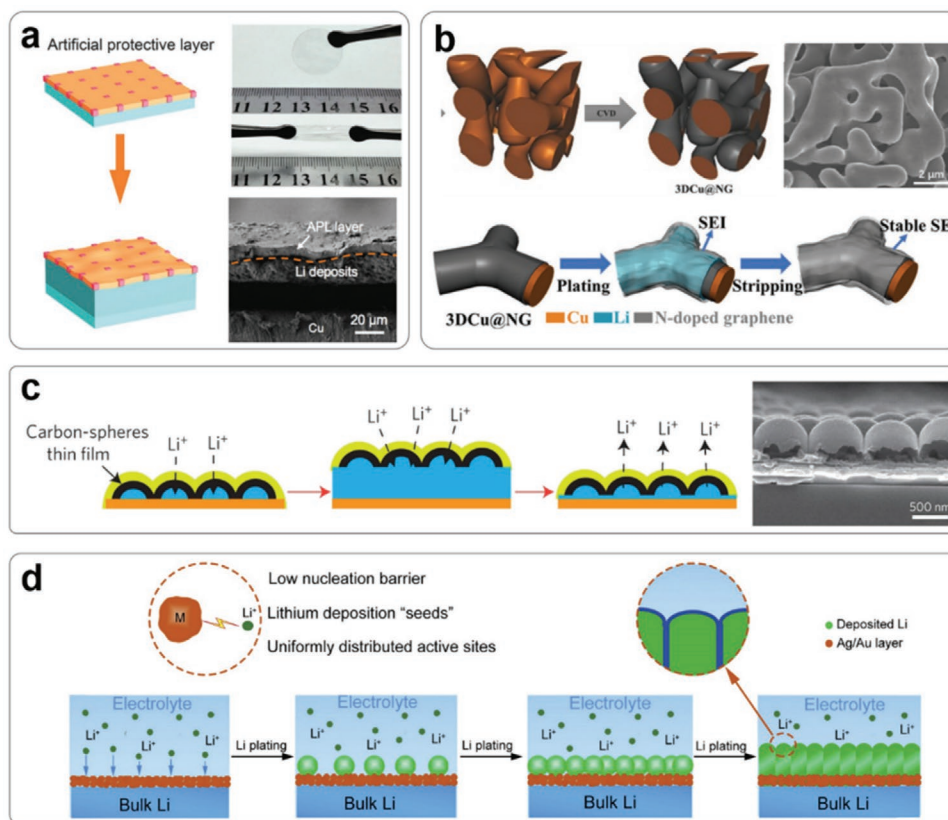 a
Artificial protective layer
11 12 13 14 15 16
11 12 13 14 15 16
APL layer
Li deposits
Cu
20 µm
b
CVD
3DCu@NG
2 µm
SEI
Stable SE
Plating
Stripping
3DCu@NG
Cu Li N-doped graphene
c
Carbon-spheres
thin film
Li⁺
Li⁺ Li⁺ Li⁺
Li⁺ Li⁺ Li⁺
Li⁺
500 nm
d
Low nucleation barrier
M Li⁺
Lithium deposition “seeds”
Uniformly distributed active sites
Deposited Li
Ag/Au layer
Electrolyte
Li⁺ Li⁺ Li⁺
Bulk Li
Li plating
Electrolyte
Li⁺ Li⁺ Li⁺
Bulk Li
Li plating
Electrolyte
Li⁺ Li⁺ Li⁺
Bulk Li
Li plating
Electrolyte
Li⁺ Li⁺ Li⁺
Bulk Li